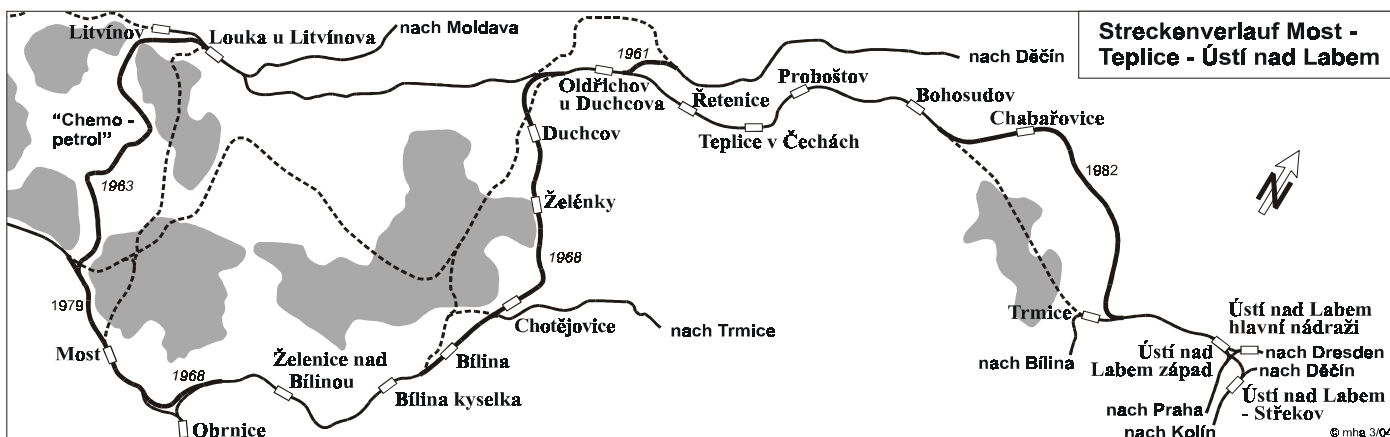 Streckenverlauf Most -
Teplice - Ústí nad Labem
Litvínov
Louka u Litvínova
nach Moldava
"Chemo -
petrol"
1963
1979
Most
1968
Obrnice
Želenice nad
Bílinou
Bílina kyselka
Bílina
Chotějovice
nach Trmice
1968
Želénky
Duchcov
Oldřichov
u Duchcova
1961
Řetenice
Teplice v Čechách
Proboštov
nach Děčín
Bohosudov
Chabařovice
1982
N
Trmice
nach Bílina
Ústí nad
Labem západ
Ústí nad Labem
hlavní nádraži
nach Dresden
nach Děčín
Ústí nad Labem
- Střekov
nach Praha
nach Kolín
© mha 3/04